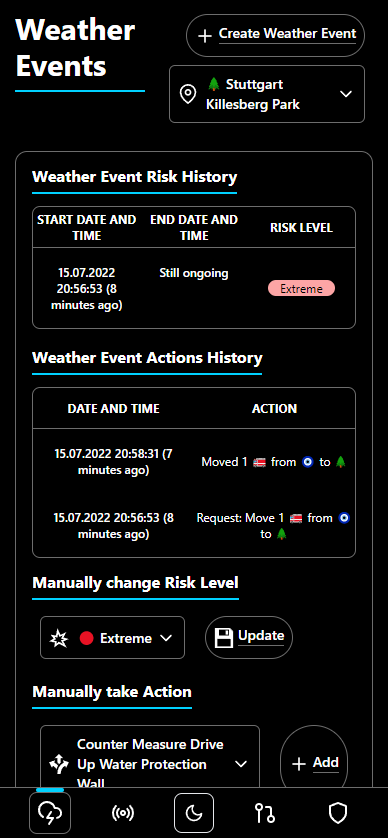 Weather
Events
Create Weather Event
Stuttgart
Killesberg Park
Weather Event Risk History
START DATE AND
TIME
END DATE AND
TIME
RISK LEVEL
15.07.2022
20:56:53 (8
minutes ago)
Still ongoing
Extreme
Weather Event Actions History
DATE AND TIME
ACTION
15.07.2022 20:58:31 (7
minutes ago)
Moved 1 from to
15.07.2022 20:56:53 (8
minutes ago)
Request: Move 1 from
to
Manually change Risk Level
Extreme
Update
Manually take Action
Counter Measure Drive
Up Water Protection
Wall
Add